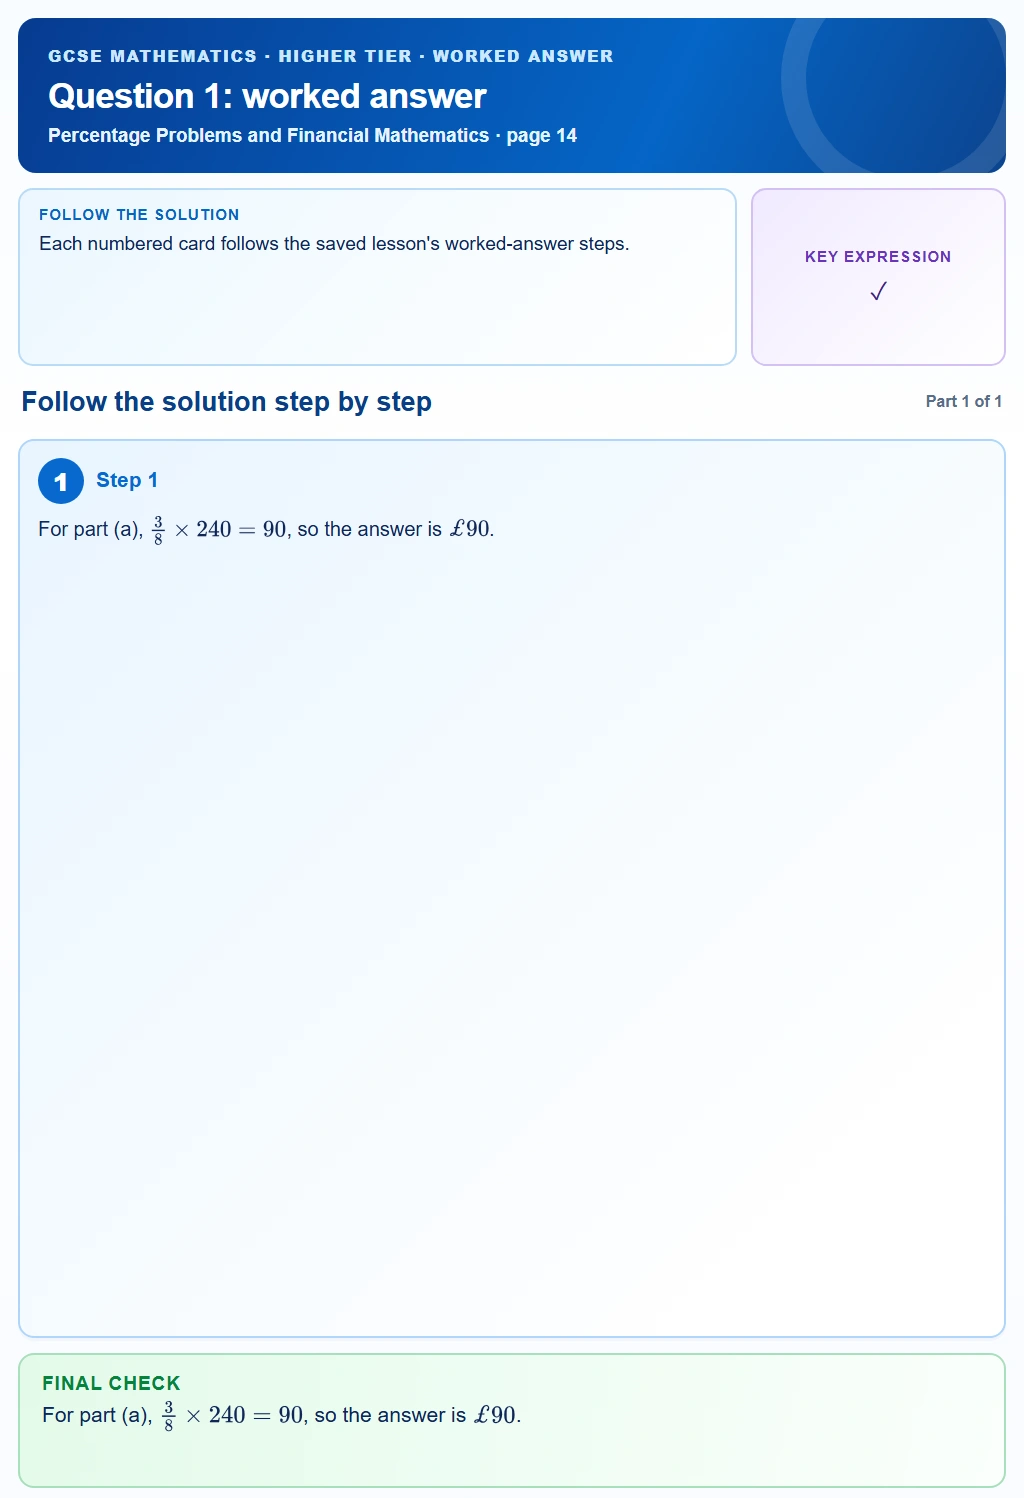 GCSE MATHEMATICS · HIGHER TIER · WORKED ANSWER
Question 1: worked answer
Percentage Problems and Financial Mathematics · page 14
FOLLOW THE SOLUTION
Each numbered card follows the saved lesson's worked-answer steps.
KEY EXPRESSION
✓
Follow the solution step by step
Part 1 of 1
1 Step 1
For part (a), 3/8 × 240 = 90, so the answer is £90.
FINAL CHECK
For part (a), 3/8 × 240 = 90, so the answer is £90.